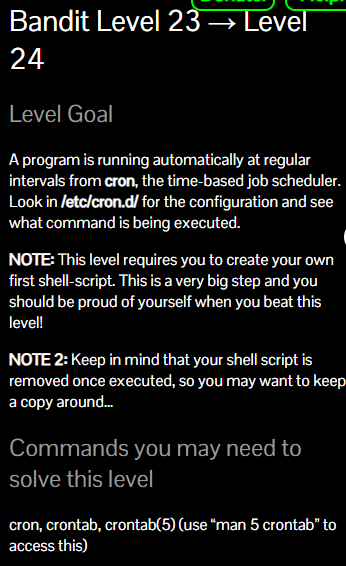 Bandit Level 23 → Level
24
Level Goal
A program is running automatically at regular
intervals from cron, the time-based job scheduler.
Look in /etc/cron.d/ for the configuration and see
what command is being executed.
NOTE: This level requires you to create your own
first shell-script. This is a very big step and you
should be proud of yourself when you beat this
level!
NOTE 2: Keep in mind that your shell script is
removed once executed, so you may want to keep
a copy around…
Commands you may need to
solve this level
cron, crontab, crontab(5) (use “man 5 crontab” to
access this)